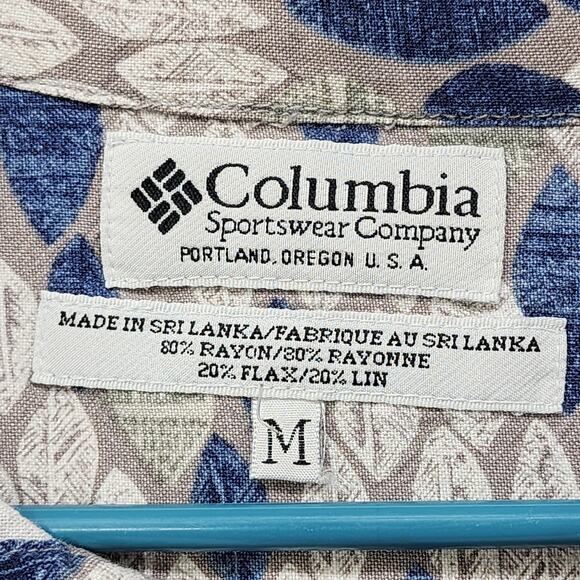 Columbia
Sportswear Company
PORTLAND, OREGON U. S. A.
MADE IN SRI LANKA/FABRIQUE AU SRI LANKA
80% RAYON/80% RAYONNE
20% FLAX/20% LIN
M